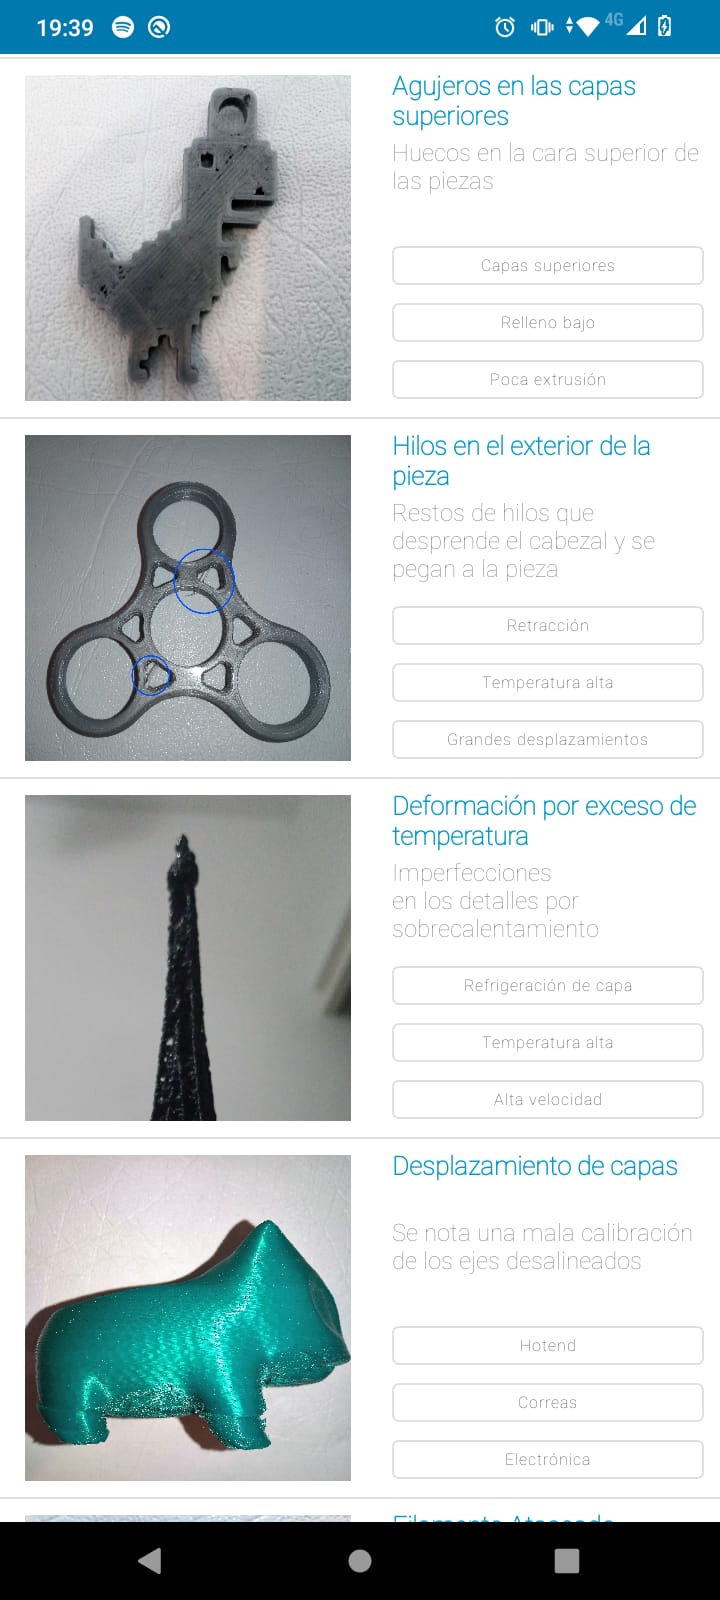 19:39
4G
Agujeros en las capas
superiores
Huecos en la cara superior de
las piezas
Capas superiores
Relleno bajo
Poca extrusión
Hilos en el exterior de la
pieza
Restos de hilos que
desprende el cabezal y se
pegan a la pieza
Retracción
Temperatura alta
Grandes desplazamientos
Deformación por exceso de
temperatura
Imperfecciones
en los detalles por
sobrecalentamiento
Refrigeración de capa
Temperatura alta
Alta velocidad
Desplazamiento de capas
Se nota una mala calibración
de los ejes desalineados
Hotend
Correas
Electrónica